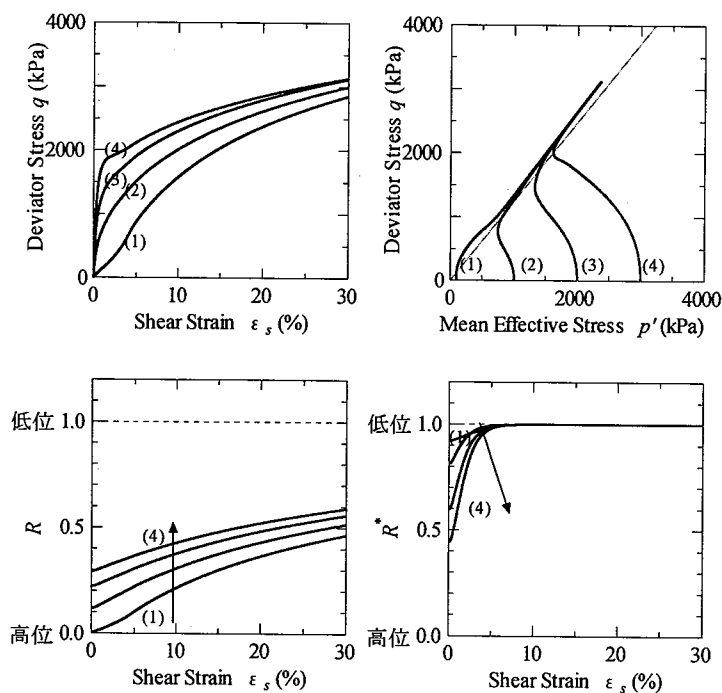 4000
2000
0
Deviator Stress q (kPa)
(4)
(3)
(2)
(1)
0
10
20
30
Shear Strain ε s (%)
4000
2000
0
Deviator Stress q (kPa)
(1)
(2)
(3)
(4)
0
2000
4000
Mean Effective Stress p' (kPa)
低位 1.0
R
0.5
高位 0.0
(4)
(1)
0
10
20
30
Shear Strain ε s (%)
低位 1.0
R*
0.5
高位 0.0
(1)
(4)
0
10
20
30
Shear Strain ε s (%)